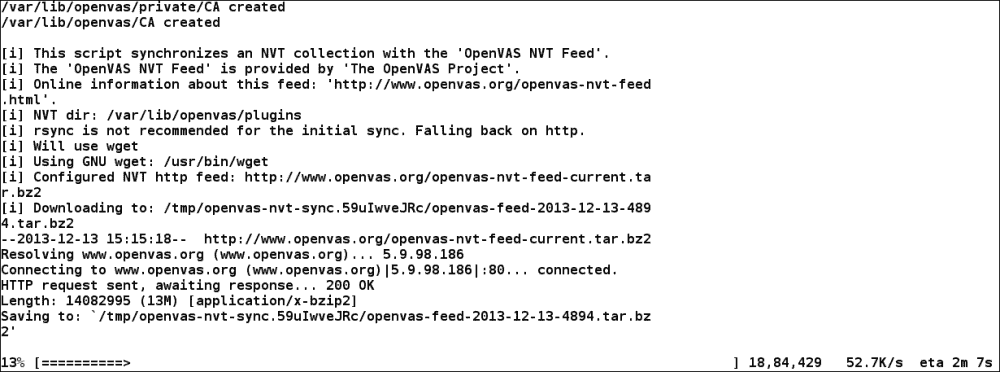 /var/lib/openvas/private/CA created
/var/lib/openvas/CA created
[i] This script synchronizes an NVT collection with the 'OpenVAS NVT Feed'.
[i] The 'OpenVAS NVT Feed' is provided by 'The OpenVAS Project'.
[i] Online information about this feed: 'http://www.openvas.org/openvas-nvt-feed
.html'.
[i] NVT dir: /var/lib/openvas/plugins
[i] rsync is not recommended for the initial sync. Falling back on http.
[i] Will use wget
[i] Using GNU wget: /usr/bin/wget
[i] Configured NVT http feed: http://www.openvas.org/openvas-nvt-feed-current.ta
r.bz2
[i] Downloading to: /tmp/openvas-nvt-sync.59uIwveJRc/openvas-feed-2013-12-13-489
4.tar.bz2
--2013-12-13 15:15:18--  http://www.openvas.org/openvas-nvt-feed-current.tar.bz2
Resolving www.openvas.org (www.openvas.org)... 5.9.98.186
Connecting to www.openvas.org (www.openvas.org)|5.9.98.186|:80... connected.
HTTP request sent, awaiting response... 200 OK
Length: 14082995 (13M) [application/x-bzip2]
Saving to: `/tmp/openvas-nvt-sync.59uIwveJRc/openvas-feed-2013-12-13-4894.tar.bz
2'
13% [==========>                                                                          ] 18,84,429   52.7K/s  eta 2m 7s